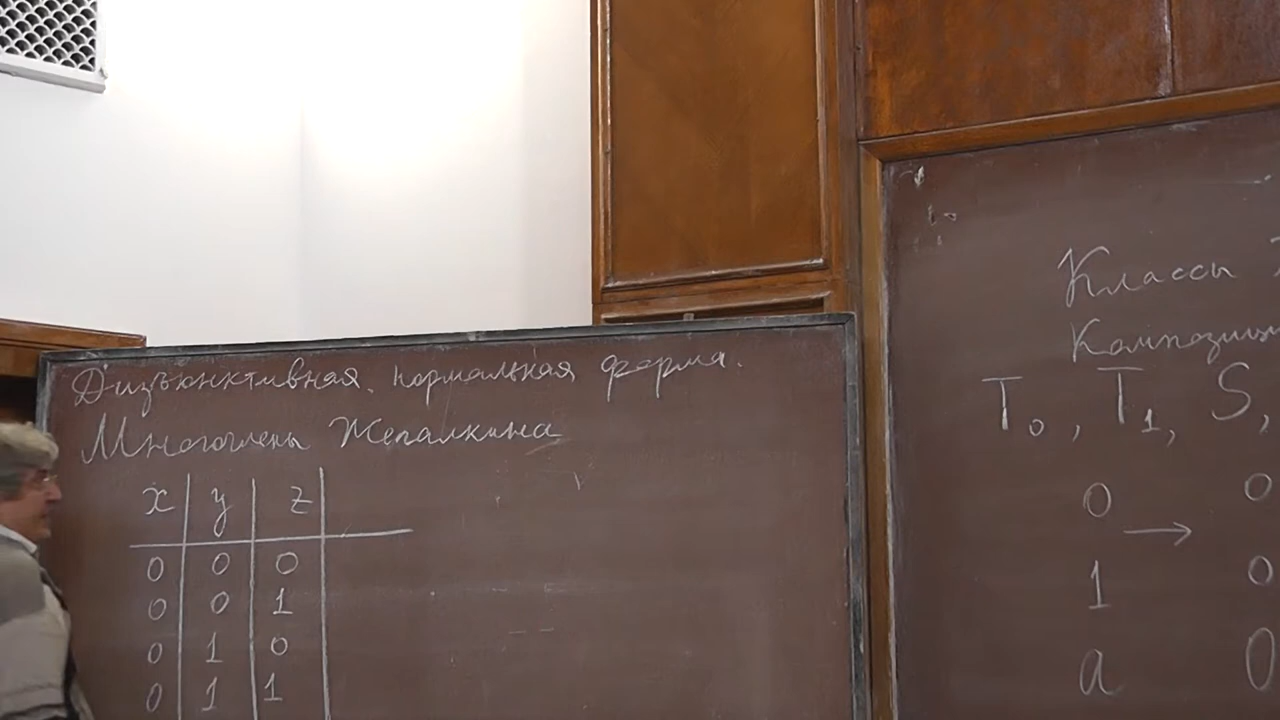 Дизъюнктивная нормальная форма.
Многочлены Жегалкина
x y z
0 0 0
0 0 1
0 1 0
0 1 1
Классы
T₀, T₁, S,
0 → 0
1 0
a 0